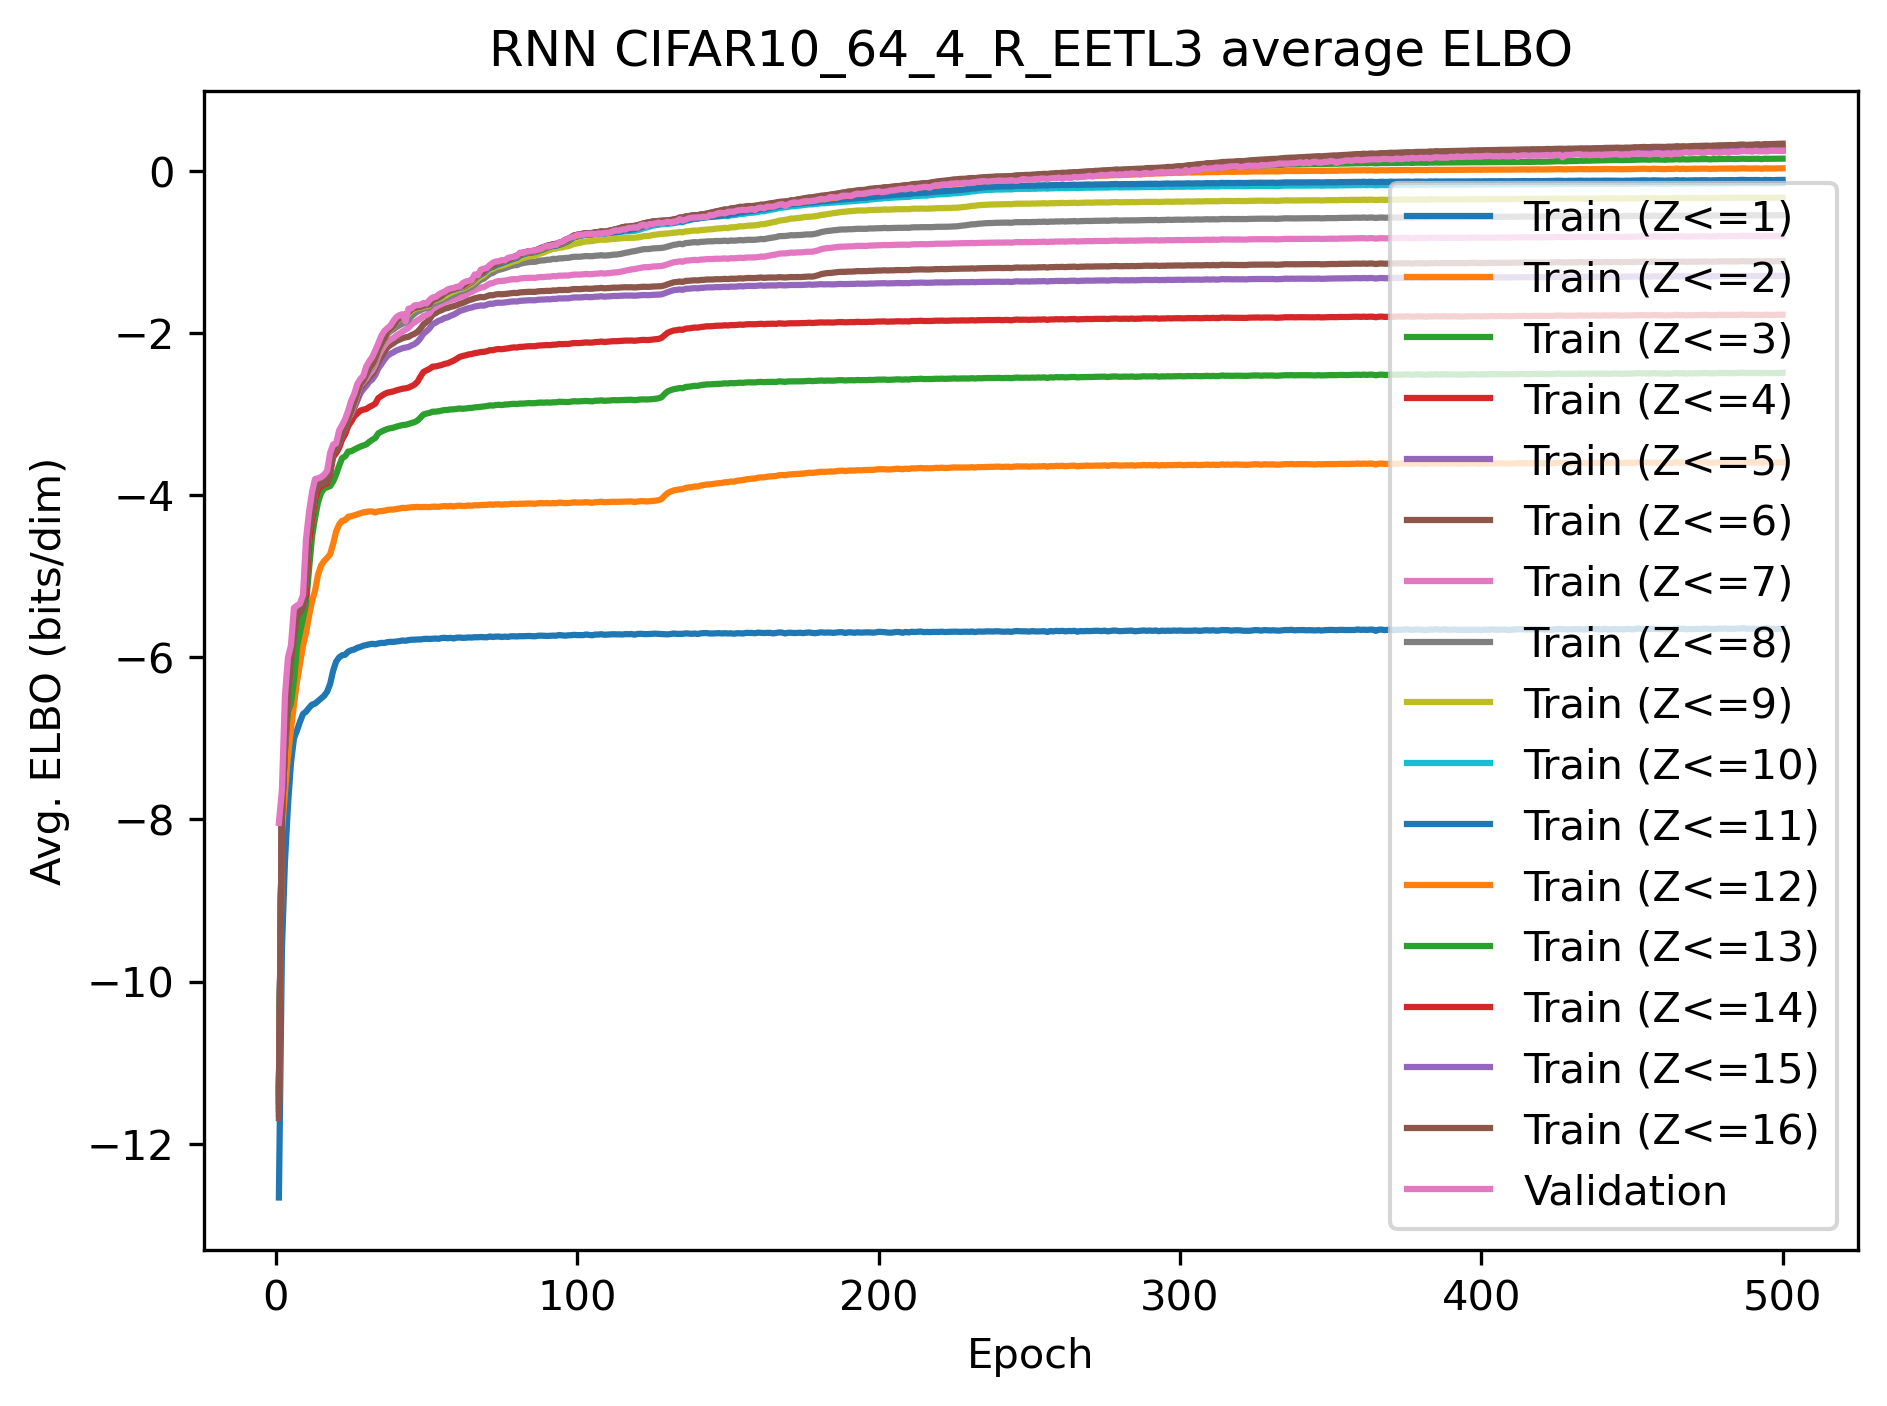 RNN CIFAR10_64_4_R_EETL3 average ELBO
Avg. ELBO (bits/dim)
0
−2
−4
−6
−8
−10
−12
Train (Z<=1)
Train (Z<=2)
Train (Z<=3)
Train (Z<=4)
Train (Z<=5)
Train (Z<=6)
Train (Z<=7)
Train (Z<=8)
Train (Z<=9)
Train (Z<=10)
Train (Z<=11)
Train (Z<=12)
Train (Z<=13)
Train (Z<=14)
Train (Z<=15)
Train (Z<=16)
Validation
0 100 200 300 400 500
Epoch